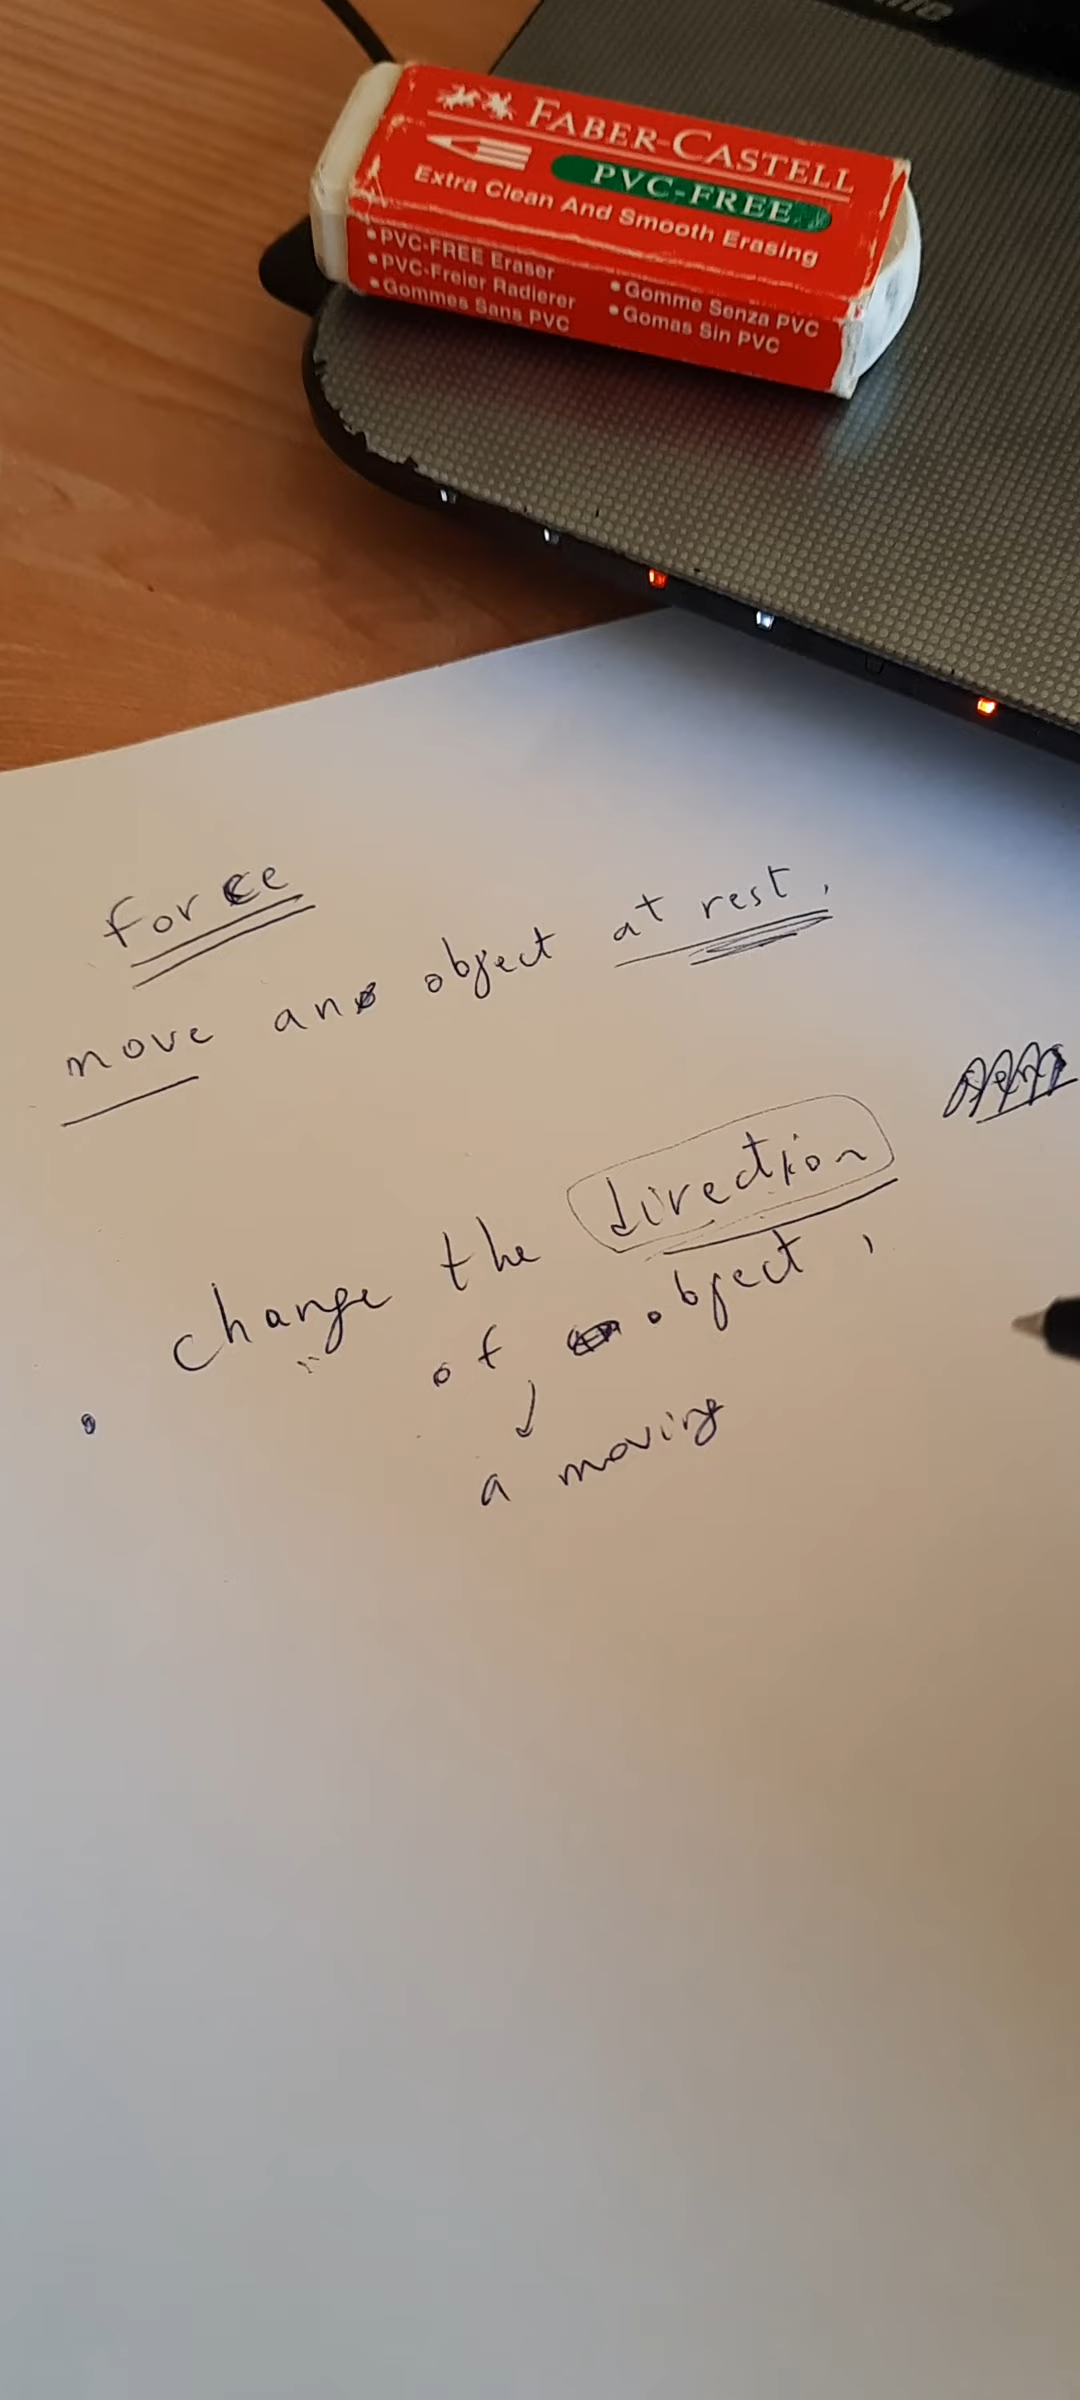 FABER-CASTELL
PVC-FREE
Extra Clean And Smooth Erasing
•PVC-FREE Eraser
•PVC-Freier Radierer
•Gommes Sans PVC
•Gomme Senza PVC
•Gomas Sin PVC
force
move an object at rest,
change the direction
of object,
a moving